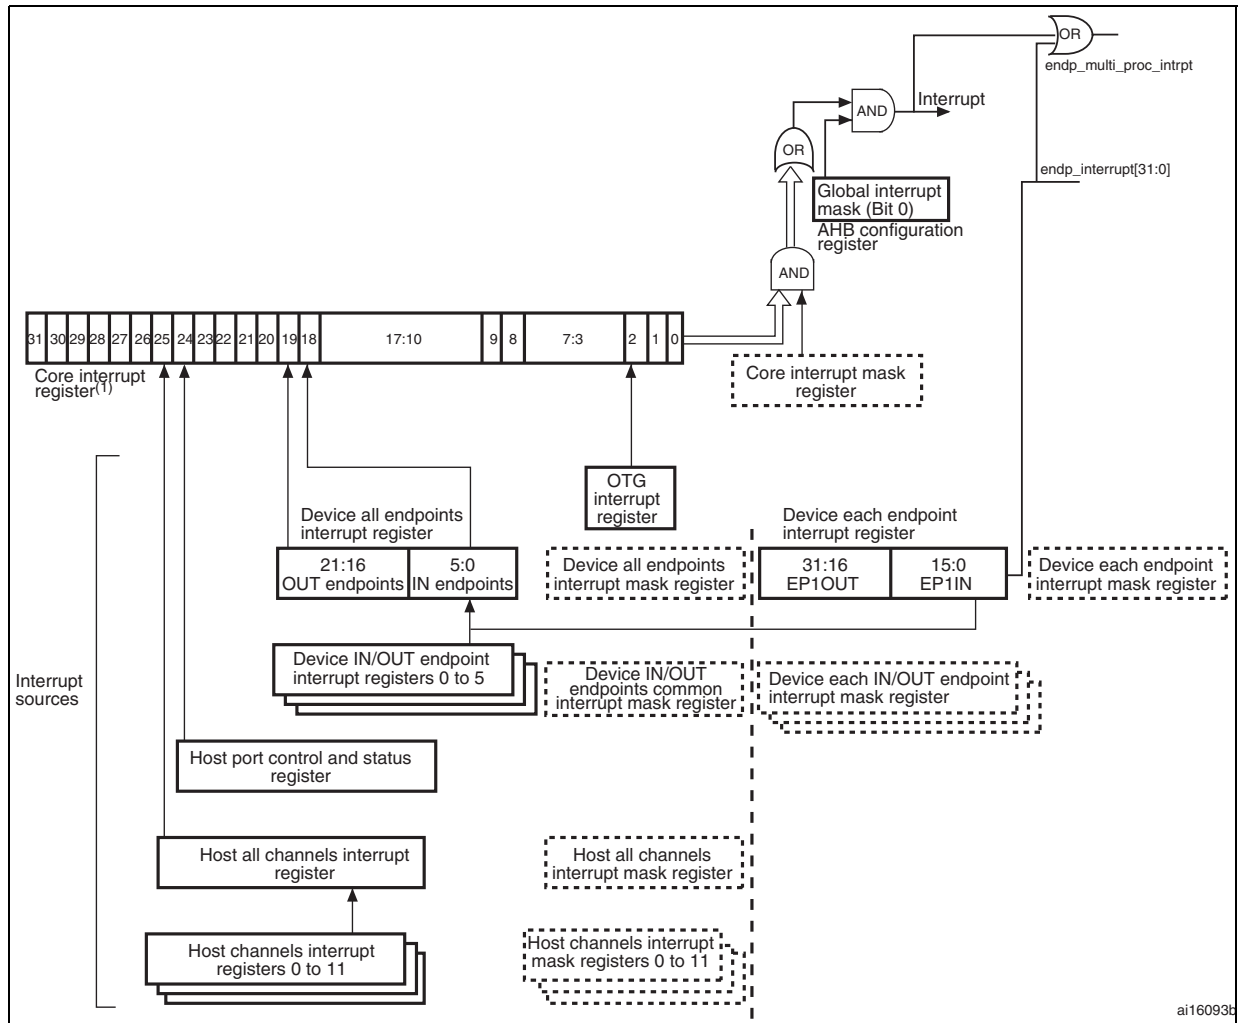 OR
endp_multi_proc_intrpt
AND
Interrupt
OR
endp_interrupt[31:0]
Global interrupt
mask (Bit 0)
AHB configuration
register
AND
31 30 29 28 27 26 25 24 23 22 21 20 19 18 17:10 9 8 7:3 2 1 0
Core interrupt
register(1)
Core interrupt mask
register
OTG
interrupt
register
Device all endpoints
interrupt register
Device each endpoint
interrupt register
21:16
OUT endpoints
5:0
IN endpoints
Device all endpoints
interrupt mask register
31:16
EP1OUT
15:0
EP1IN
Device each endpoint
interrupt mask register
Interrupt
sources
Device IN/OUT endpoint
interrupt registers 0 to 5
Device IN/OUT
endpoints common
interrupt mask register
Device each IN/OUT endpoint
interrupt mask register
Host port control and status
register
Host all channels interrupt
register
Host all channels
interrupt mask register
Host channels interrupt
registers 0 to 11
Host channels interrupt
mask registers 0 to 11
ai16093b